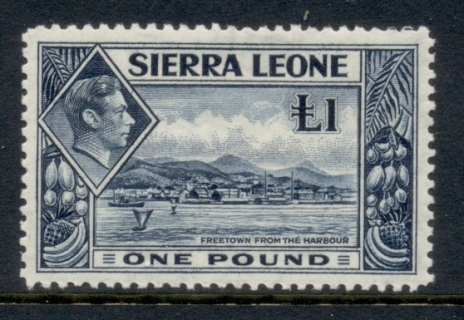 SIERRA LEONE
£1
FREETOWN FROM THE HARBOUR
ONE POUND